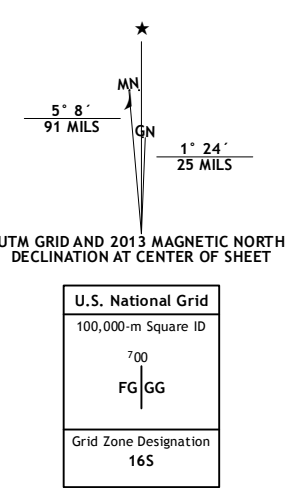 ★
MN
GN
5° 8´
91 MILS
1° 24´
25 MILS
UTM GRID AND 2013 MAGNETIC NORTH
DECLINATION AT CENTER OF SHEET
U.S. National Grid
100,000-m Square ID
⁷00
FG GG
Grid Zone Designation
16S